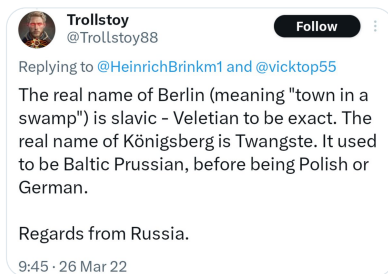 Trollstoy
@Trollstoy88
Follow
Replying to @HeinrichBrinkm1 and @vicktop55
The real name of Berlin (meaning "town in a
swamp") is slavic - Veletian to be exact. The
real name of Königsberg is Twangste. It used
to be Baltic Prussian, before being Polish or
German.
Regards from Russia.
9:45 · 26 Mar 22